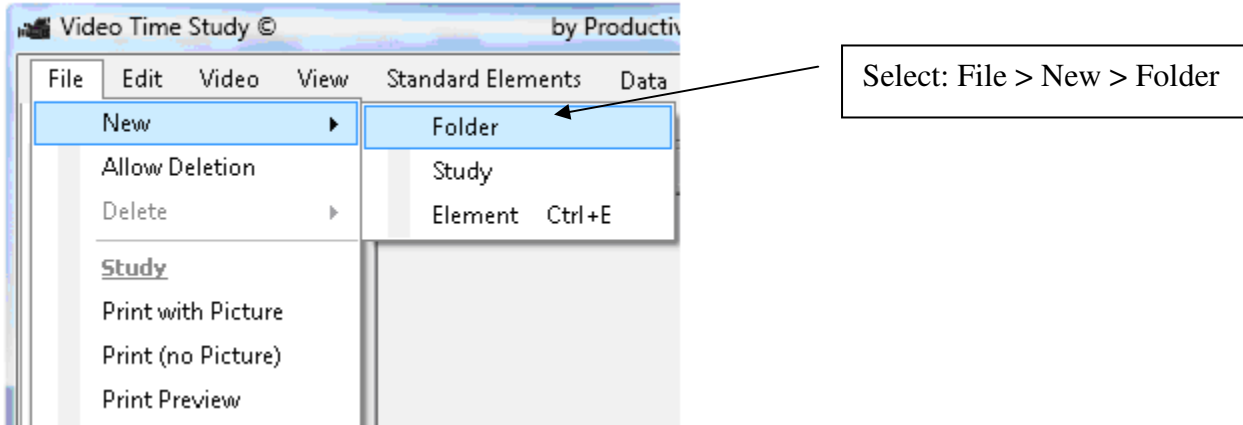 Video Time Study © by
File Edit Video View Standard Elements Data
Select: File > New > Folder
New Folder
Allow Deletion Study
Delete Element Ctrl+E
Study
Print with Picture
Print (no Picture)
Print Preview